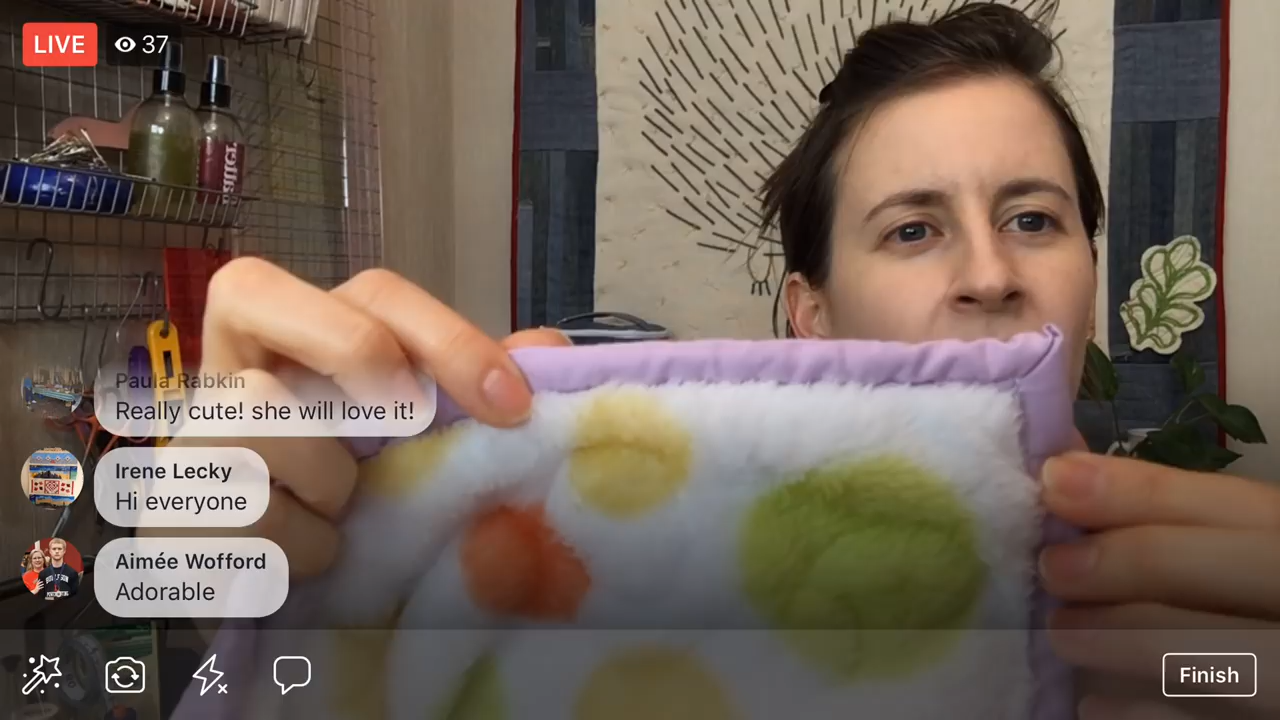 LIVE
37
Paula Rabkin
Really cute! she will love it!
Irene Lecky
Hi everyone
Aimée Wofford
Adorable
Finish